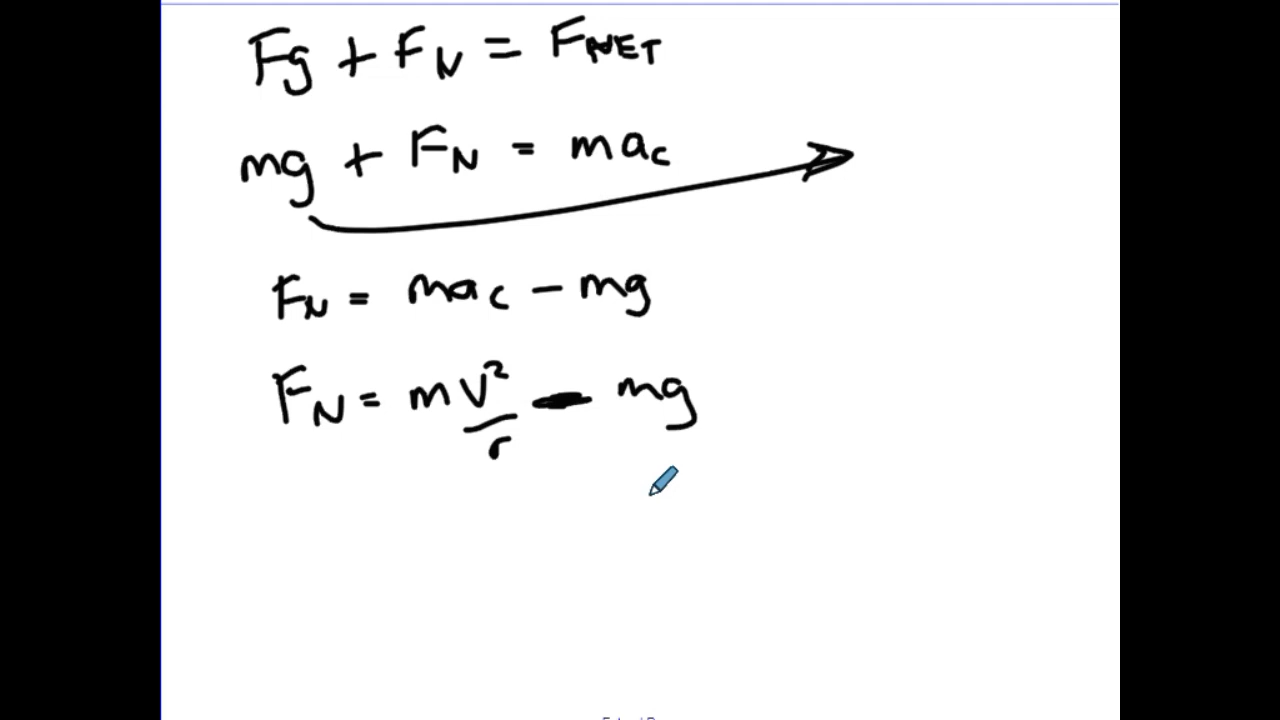 Fg + FN = FNET
mg + FN = mac
FN = mac - mg
FN = mv²/r - mg